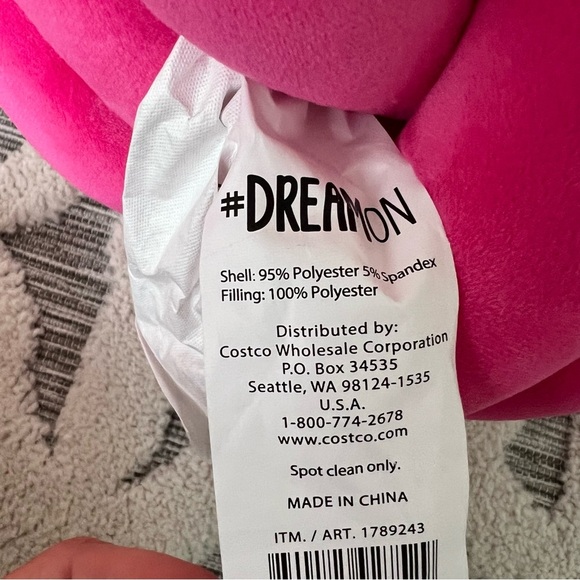 #DREAMON
Shell: 95% Polyester 5% Spandex
Filling: 100% Polyester
Distributed by:
Costco Wholesale Corporation
P.O. Box 34535
Seattle, WA 98124-1535
U.S.A.
1-800-774-2678
www.costco.com
Spot clean only.
MADE IN CHINA
ITM. / ART. 1789243